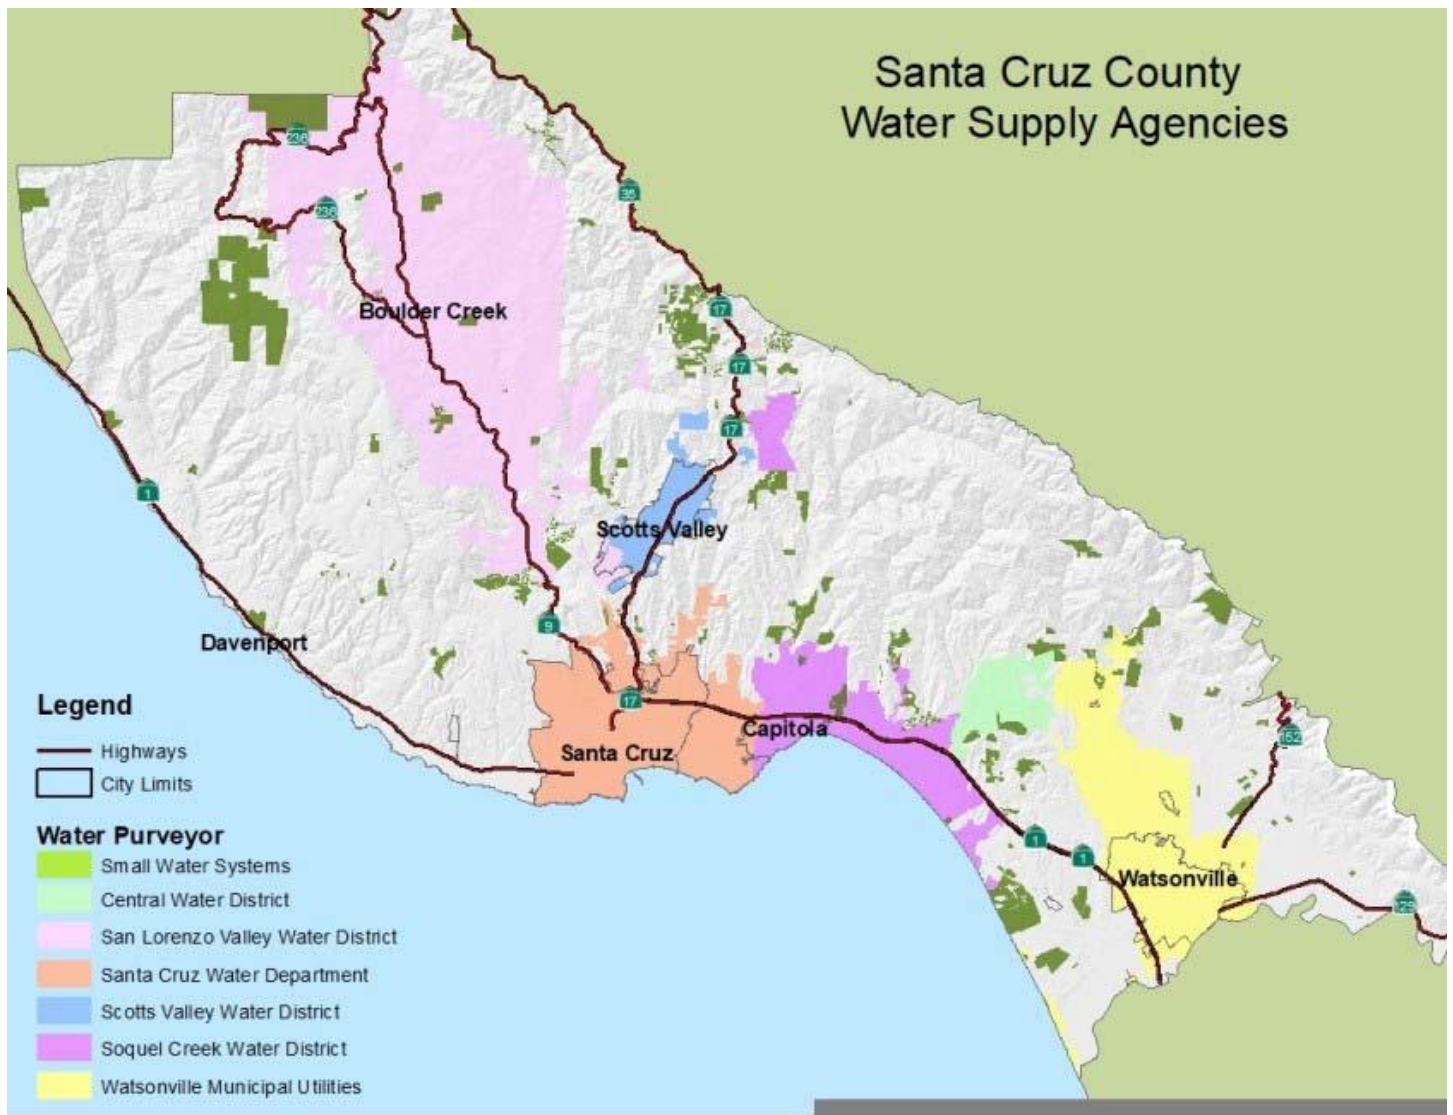 Santa Cruz County
Water Supply Agencies
236
35
236
17
Boulder Creek
17
17
1
Scotts Valley
9
Davenport
17
Capitola
152
Santa Cruz
1
1
Watsonville
129
Legend
Highways
City Limits
Water Purveyor
Small Water Systems
Central Water District
San Lorenzo Valley Water District
Santa Cruz Water Department
Scotts Valley Water District
Soquel Creek Water District
Watsonville Municipal Utilities